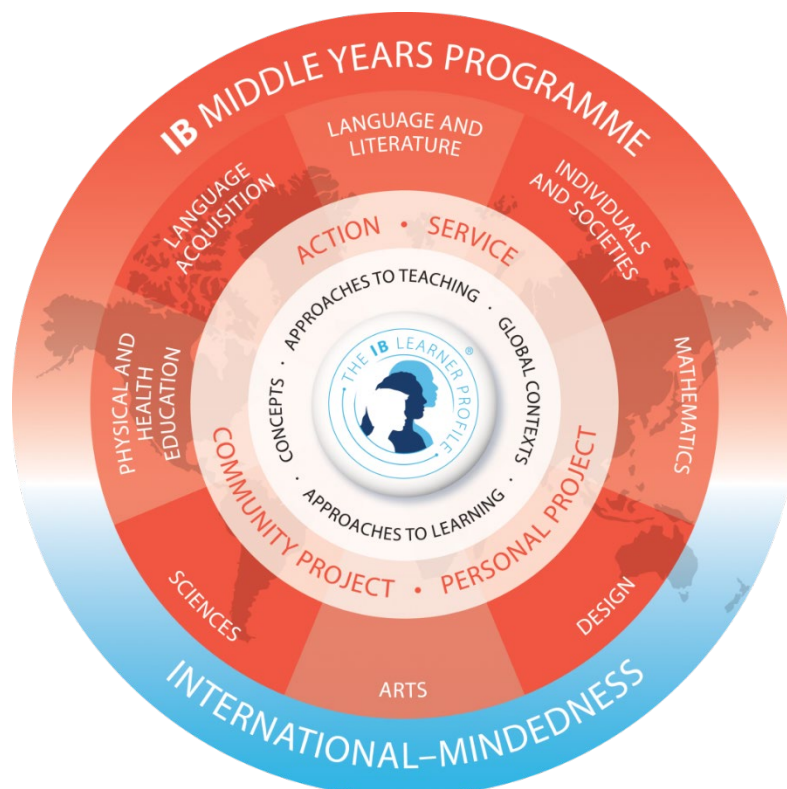 IB MIDDLE YEARS PROGRAMME
LANGUAGE AND
LITERATURE
INDIVIDUALS
AND SOCIETIES
MATHEMATICS
DESIGN
ARTS
SCIENCES
PHYSICAL AND
HEALTH
EDUCATION
LANGUAGE
ACQUISITION
ACTION • SERVICE
PERSONAL PROJECT
•
COMMUNITY PROJECT
APPROACHES TO TEACHING
·
GLOBAL CONTEXTS
·
APPROACHES TO LEARNING
·
CONCEPTS
·
THE IB LEARNER PROFILE ®
INTERNATIONAL–MINDEDNESS